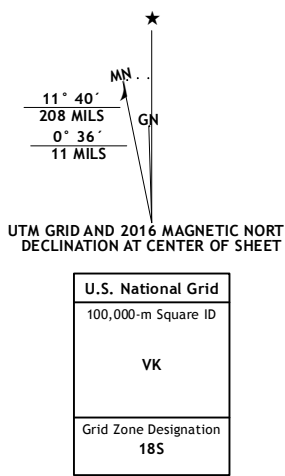 ★
MN
11° 40´
208 MILS
GN
0° 36´
11 MILS
UTM GRID AND 2016 MAGNETIC NORT
DECLINATION AT CENTER OF SHEET
U.S. National Grid
100,000-m Square ID
VK
Grid Zone Designation
18S